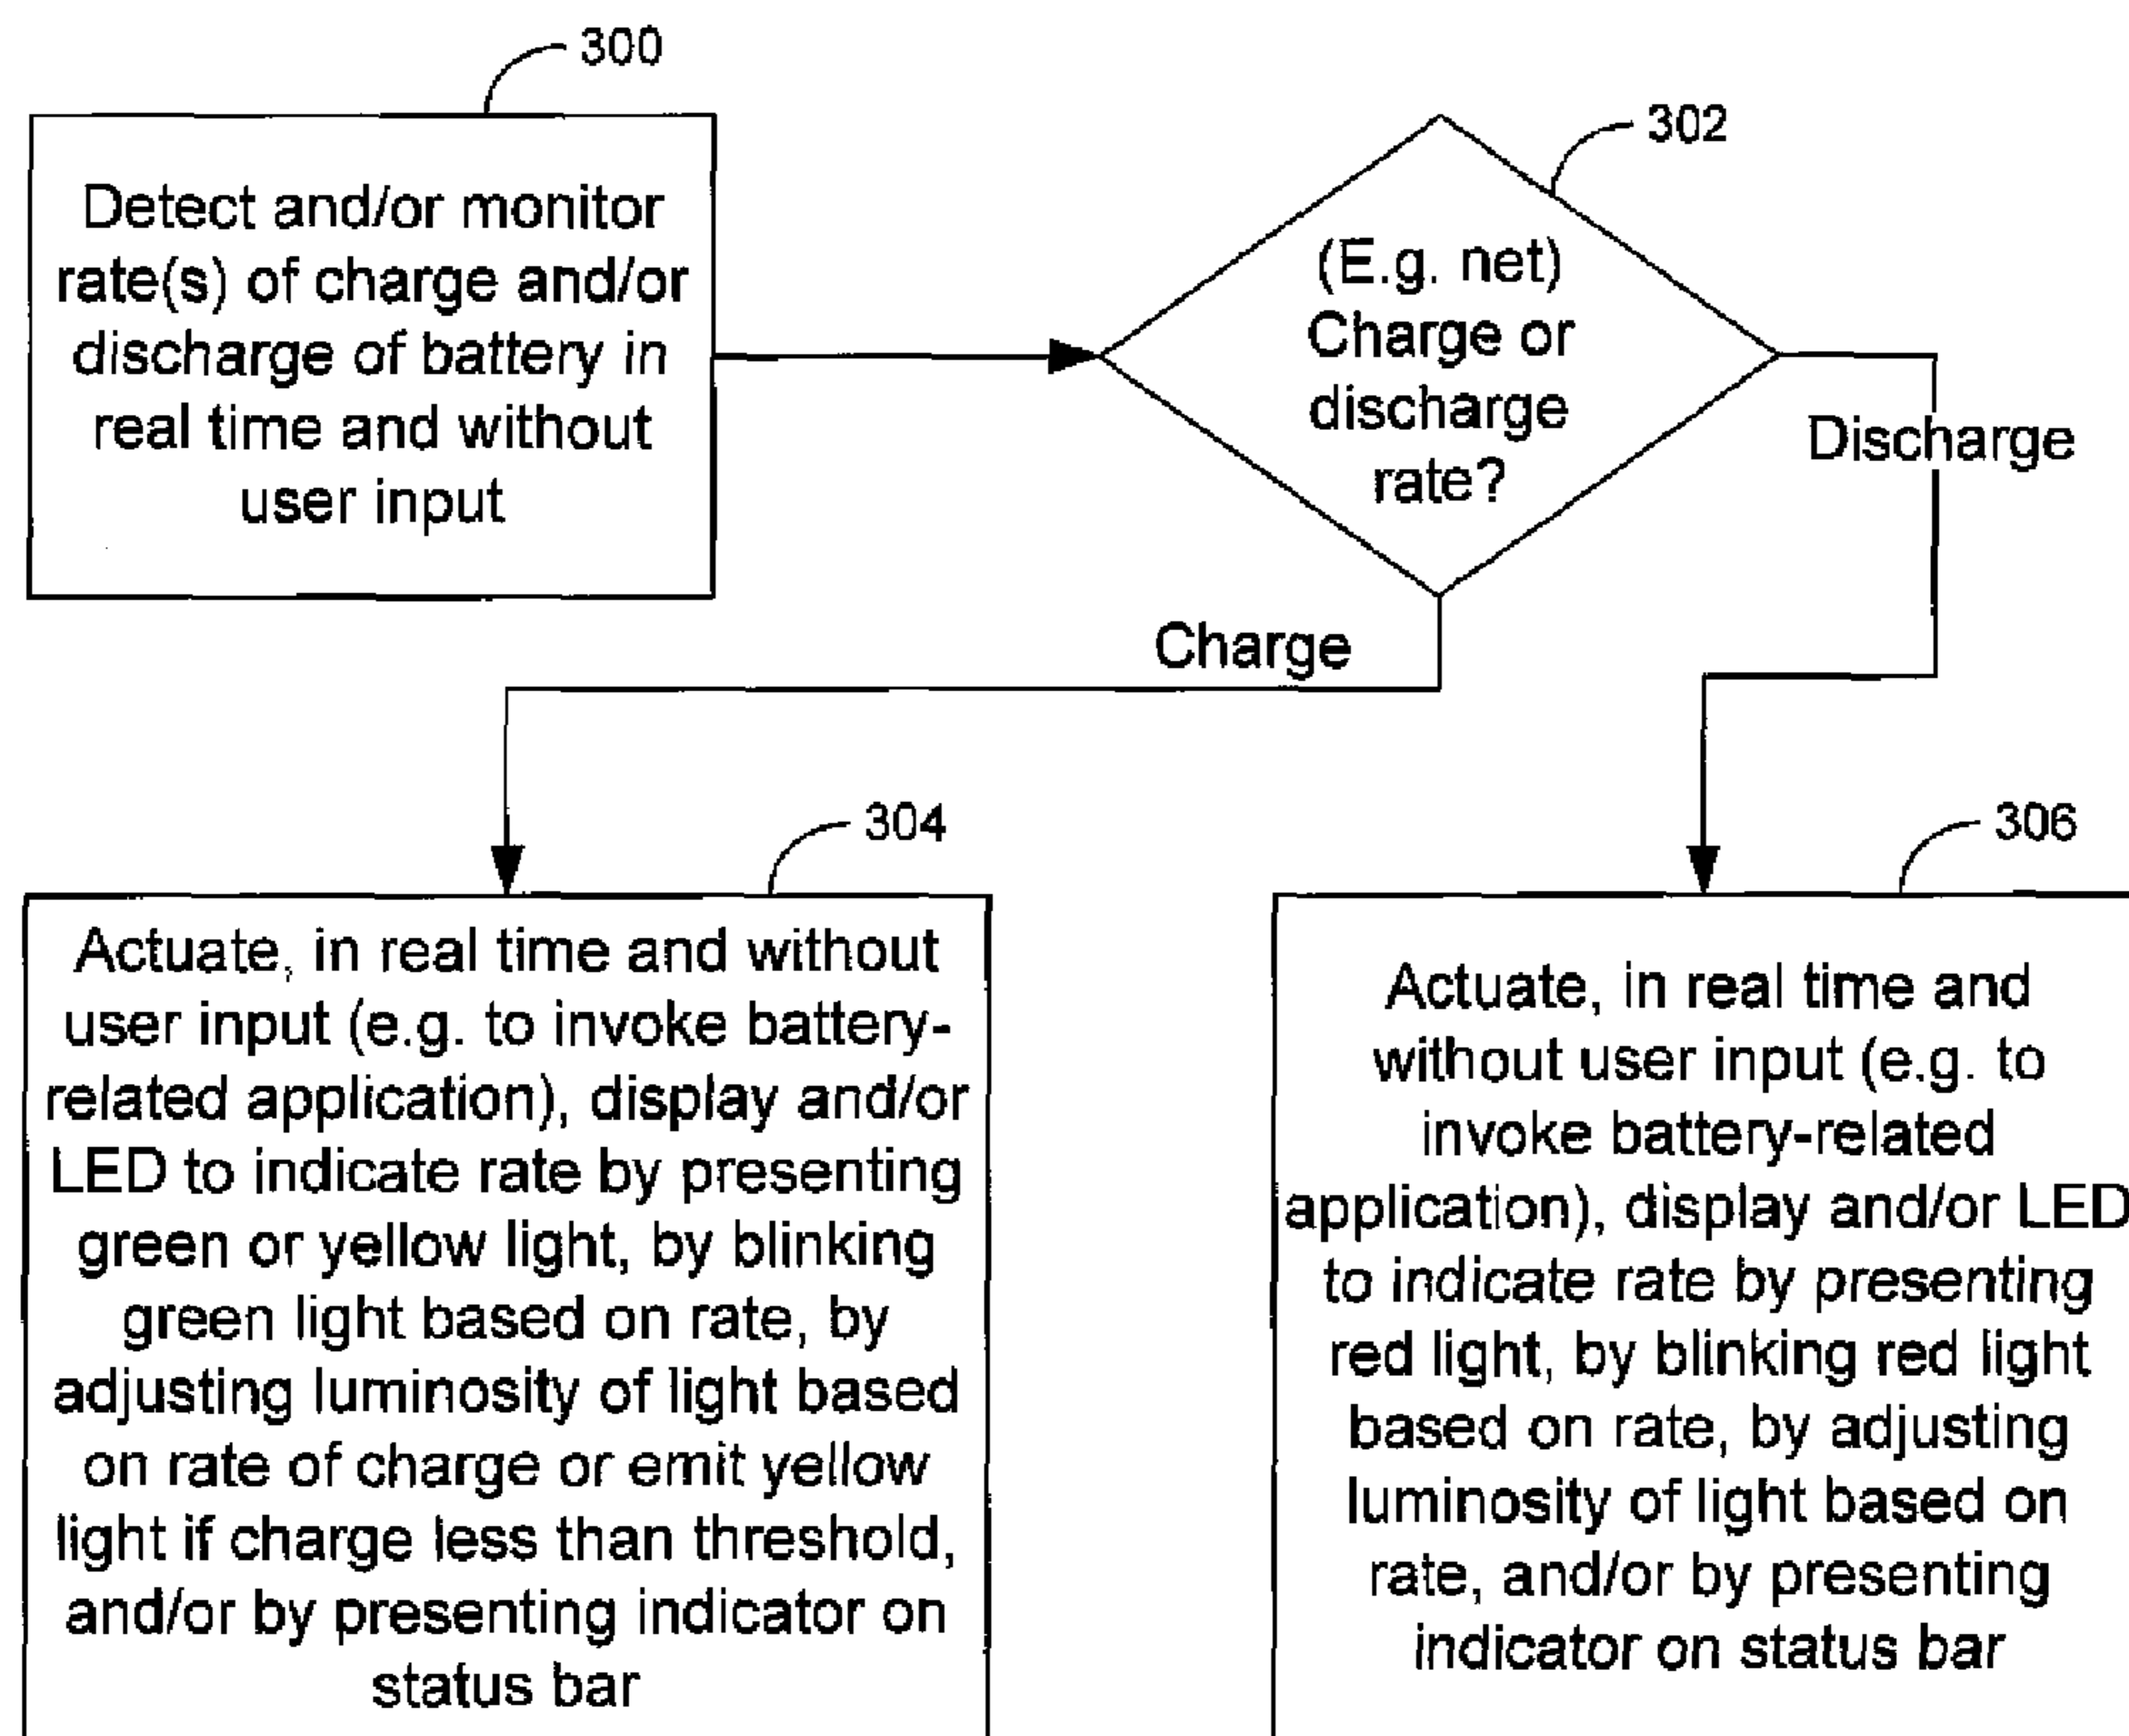 300
Detect and/or monitor
rate(s) of charge and/or
discharge of battery in
real time and without
user input
302
(E.g. net)
Charge or
discharge
rate?
Discharge
Charge
304
Actuate, in real time and without
user input (e.g. to invoke battery-
related application), display and/or
LED to indicate rate by presenting
green or yellow light, by blinking
green light based on rate, by
adjusting luminosity of light based
on rate of charge or emit yellow
light if charge less than threshold,
and/or by presenting indicator on
status bar
306
Actuate, in real time and
without user input (e.g. to
invoke battery-related
application), display and/or LED
to indicate rate by presenting
red light, by blinking red light
based on rate, by adjusting
luminosity of light based on
rate, and/or by presenting
indicator on status bar